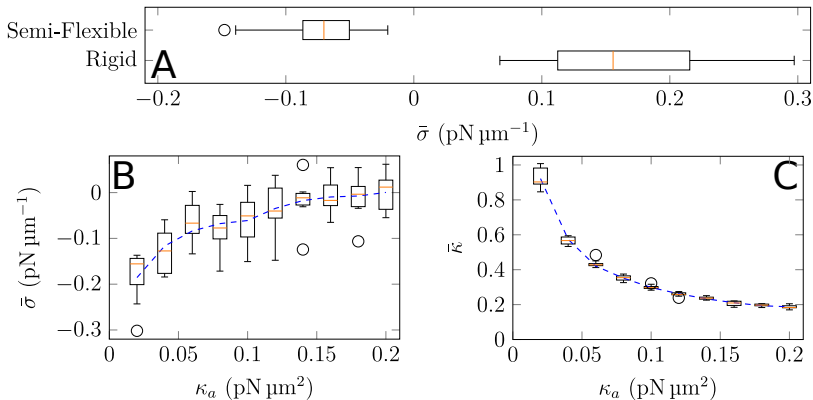 Semi-Flexible
Rigid
A
−0.2 −0.1 0 0.1 0.2 0.3
σ̄ (pN µm⁻¹)
B
0
−0.1
−0.2
−0.3
σ̄ (pN µm⁻¹)
0 0.05 0.1 0.15 0.2
κₐ (pN µm²)
C
1
0.8
0.6
0.4
0.2
0
κ̄
0 0.05 0.1 0.15 0.2
κₐ (pN µm²)